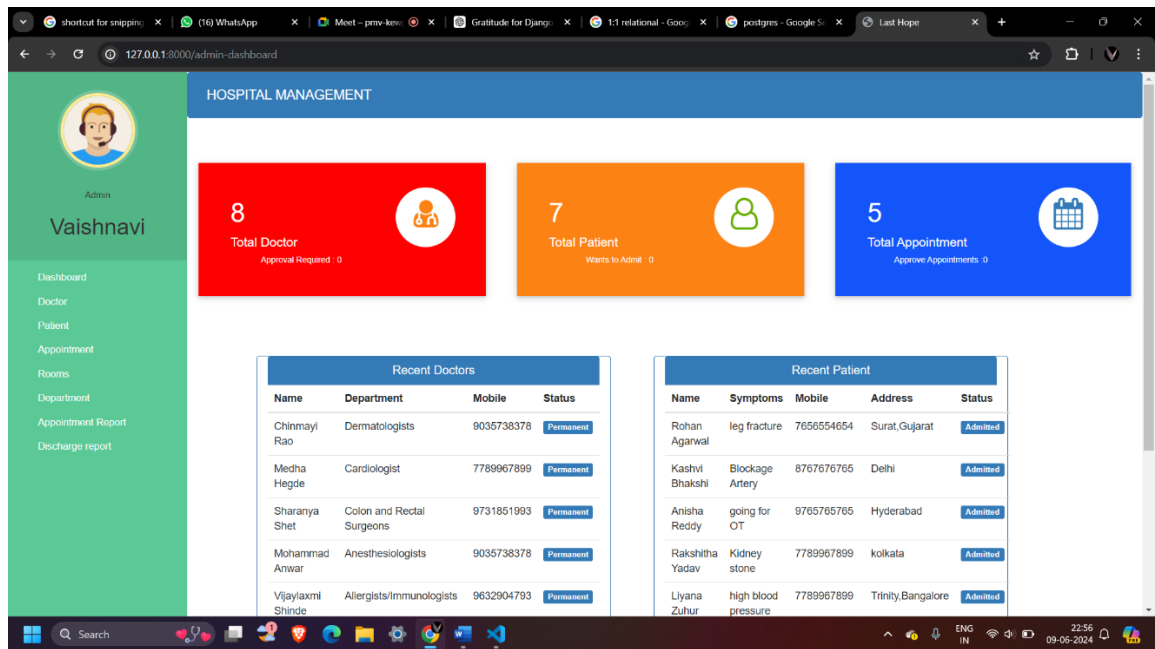 shortcut for snipping
(16) WhatsApp
Meet – pmv-kew
Gratitude for Django
1:1 relational - Goog
postgres - Google Se
Last Hope
127.0.0.1:8000/admin-dashboard
HOSPITAL MANAGEMENT
Admin
Vaishnavi
Dashboard
Doctor
Patient
Appointment
Rooms
Department
Appointment Report
Discharge report
8
Total Doctor
Approval Required : 0
7
Total Patient
Wants to Admit : 0
5
Total Appointment
Approve Appointments :0
Recent Doctors
Name Department Mobile Status
Chinmayi Dermatologists 9035738378 Permanent
Rao
Medha Cardiologist 7789967899 Permanent
Hegde
Sharanya Colon and Rectal 9731851993 Permanent
Shet Surgeons
Mohammad Anesthesiologists 9035738378 Permanent
Anwar
Vijaylaxmi Allergists/Immunologists 9632904793 Permanent
Shinde
Recent Patient
Name Symptoms Mobile Address Status
Rohan leg fracture 7656554654 Surat,Gujarat Admitted
Agarwal
Kashvi Blockage 8767676765 Delhi Admitted
Bhakshi Artery
Anisha going for 9765765765 Hyderabad Admitted
Reddy OT
Rakshitha Kidney 7789967899 kolkata Admitted
Yadav stone
Liyana high blood 7789967899 Trinity,Bangalore Admitted
Zuhur pressure
Search
ENG
IN
22:56
09-06-2024